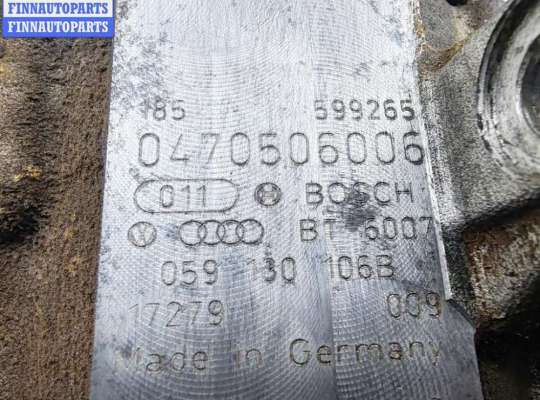 FINNAUTOPARTS
FINNAUTOPARTS
185 599265
0470506006
011 BOSCH
BT 6007
059 130 106B
17279 009
Made in Germany